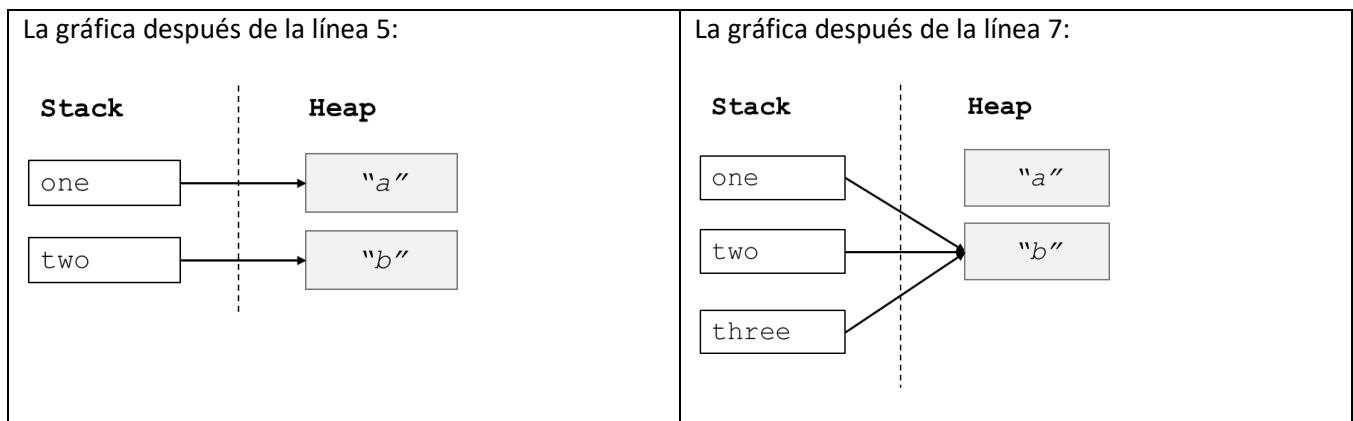 La gráfica después de la línea 5:
Stack Heap
one "a"
two "b"
La gráfica después de la línea 7:
Stack Heap
one "a"
two "b"
three